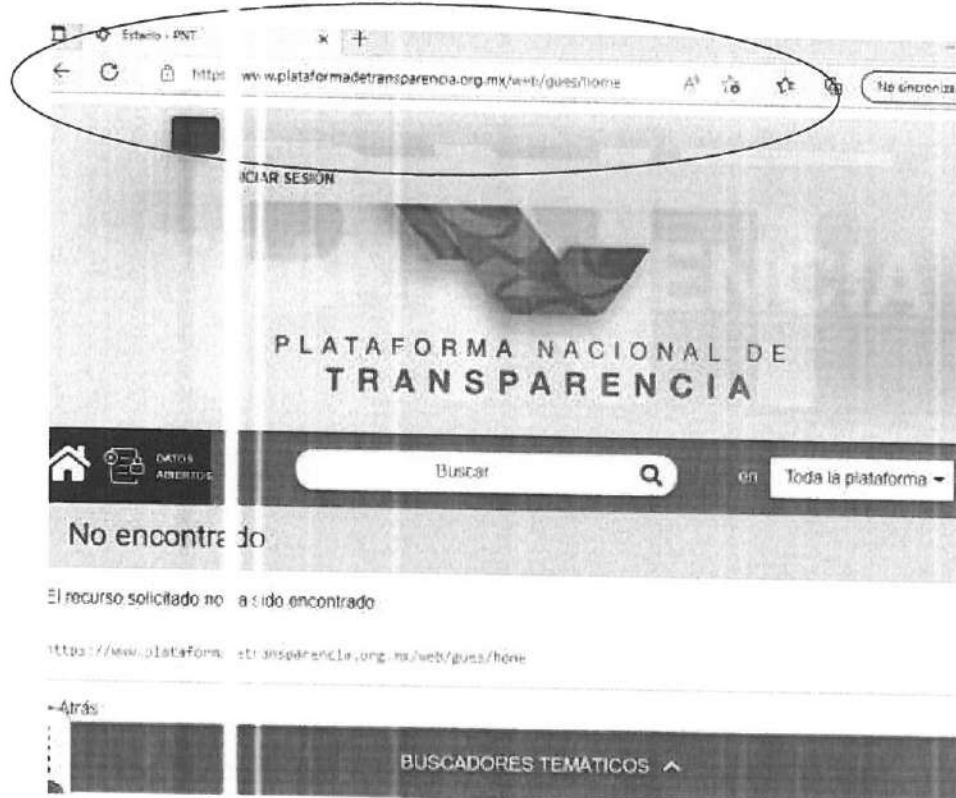 Estado - PNT
https www.plataformadetransparencia.org.mx/web/gues/home
No sincroniza
ICIAR SESIÓN
PLATAFORMA NACIONAL DE
TRANSPARENCIA
DATOS
ABIERTOS
Buscar
en
Toda la plataforma
No encontrado
El recurso solicitado no a sido encontrado
ttps://www.plataform etransparencia.org.mx/web/gues/home
Atrás
BUSCADORES TEMÁTICOS